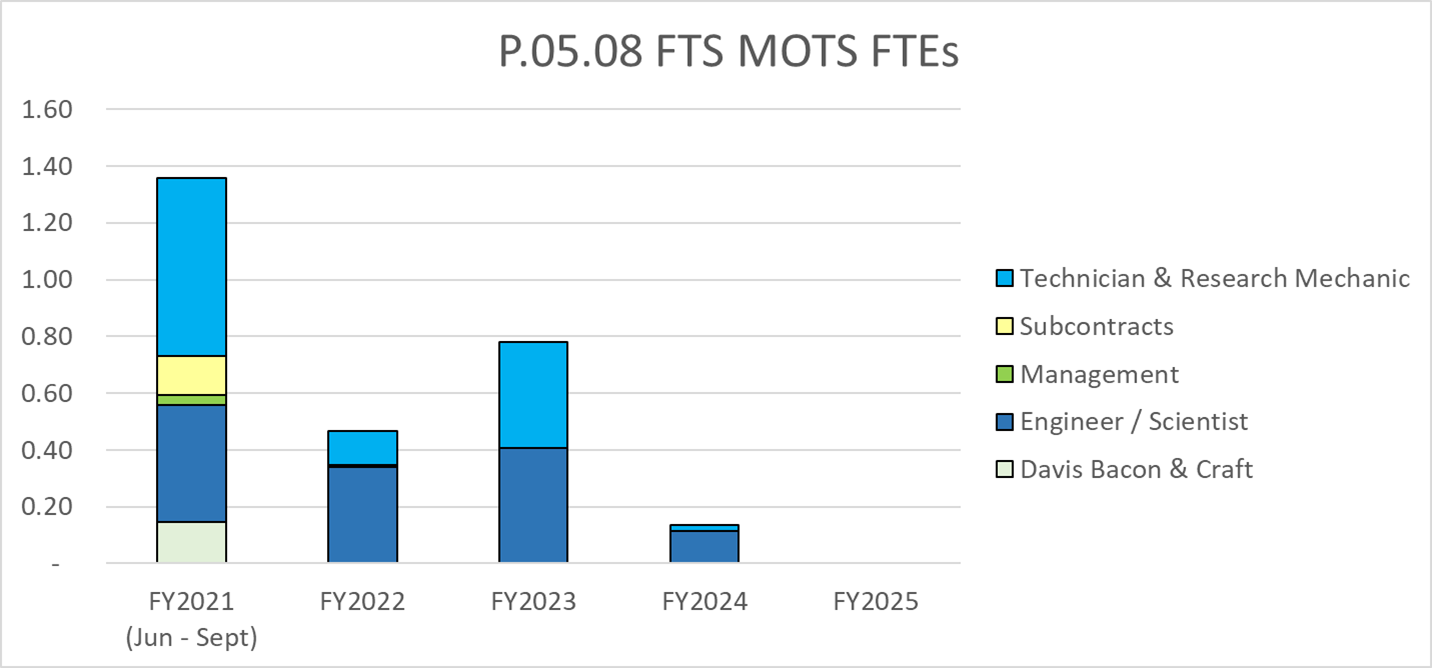 P.05.08 FTS MOTS FTEs
1.60
1.40
1.20
1.00
0.80
0.60
0.40
0.20
-
FY2021
(Jun - Sept)
FY2022
FY2023
FY2024
FY2025
Technician & Research Mechanic
Subcontracts
Management
Engineer / Scientist
Davis Bacon & Craft